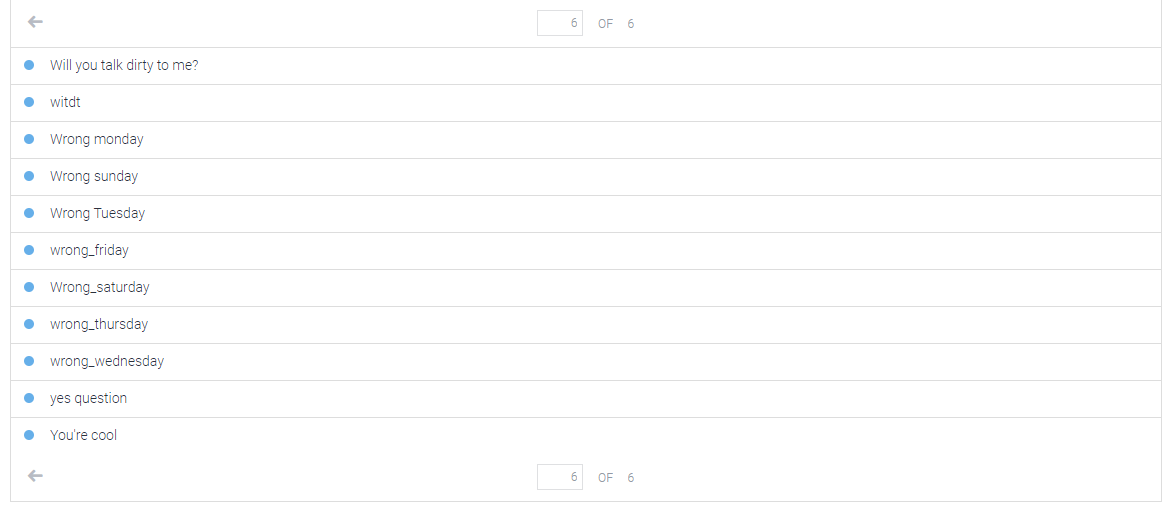 6 OF 6
Will you talk dirty to me?
witdt
Wrong monday
Wrong sunday
Wrong Tuesday
wrong_friday
Wrong_saturday
wrong_thursday
wrong_wednesday
yes question
You're cool
6 OF 6